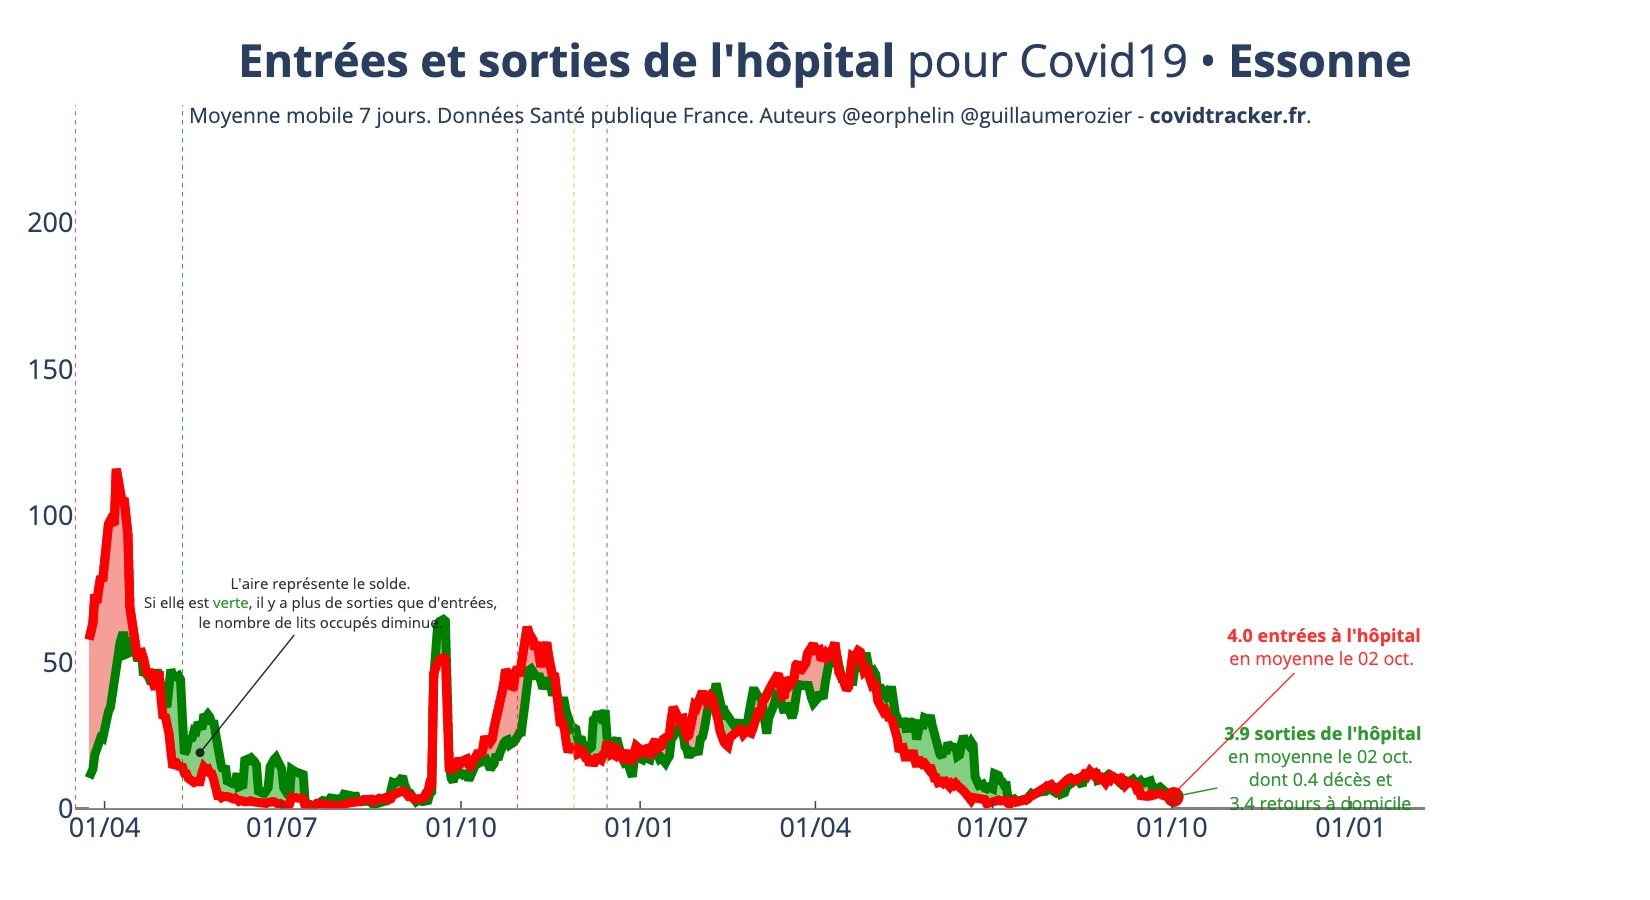 Entrées et sorties de l'hôpital pour Covid19 • Essonne
Moyenne mobile 7 jours. Données Santé publique France. Auteurs @eorphelin @guillaumerozier - covidtracker.fr.
200
150
100
50
0
L'aire représente le solde.
Si elle est verte, il y a plus de sorties que d'entrées,
le nombre de lits occupés diminue.
4.0 entrées à l'hôpital
en moyenne le 02 oct.
3.9 sorties de l'hôpital
en moyenne le 02 oct.
dont 0.4 décès et
3.4 retours à domicile
01/04 01/07 01/10 01/01 01/04 01/07 01/10 01/01